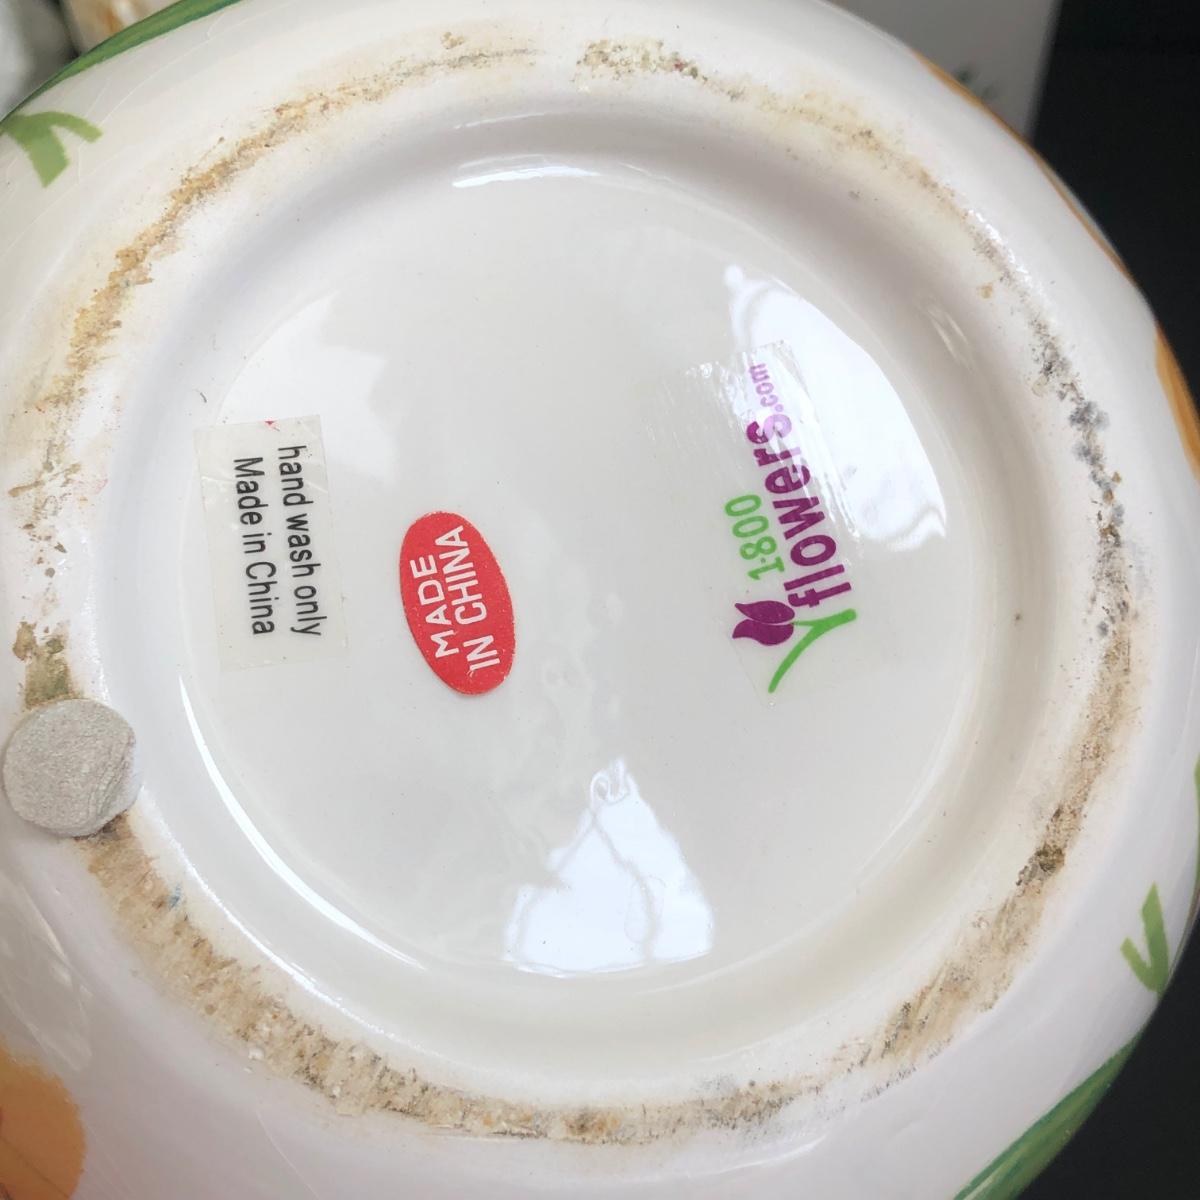 hand wash only
Made in China
MADE
IN CHINA
1·800
flowers.com